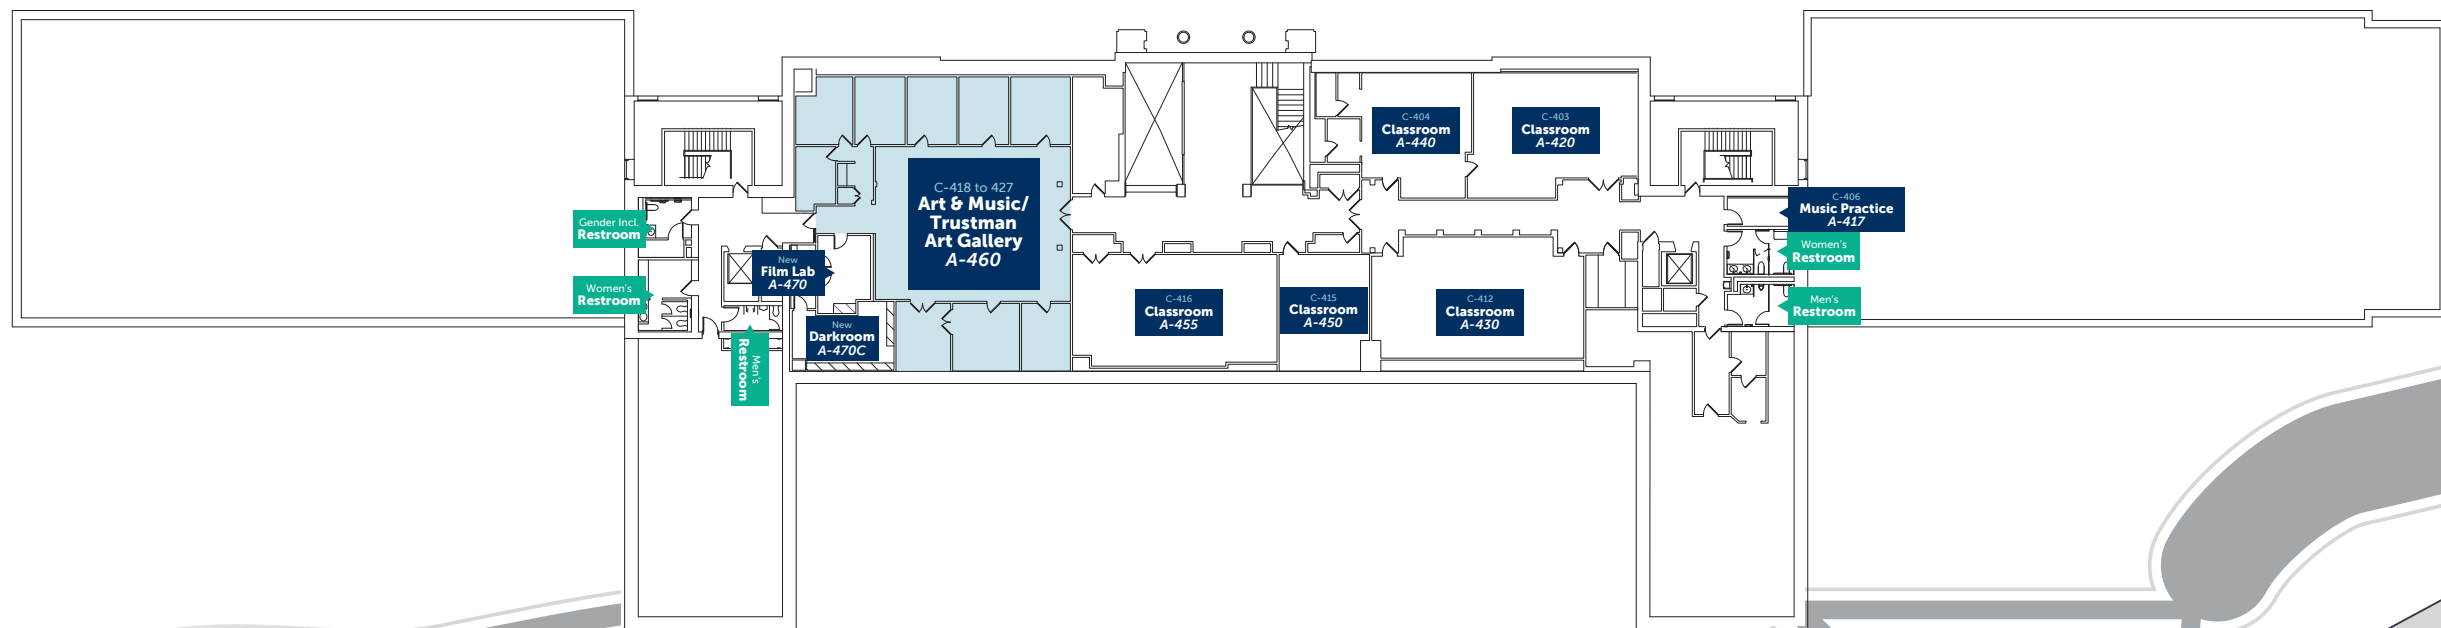 C-404
Classroom
A-440
C-403
Classroom
A-420
C-418 to 427
Art & Music/
Trustman
Art Gallery
A-460
C-406
Music Practice
A-417
Gender Incl.
Restroom
Women's
Restroom
New
Film Lab
A-470
Women's
Restroom
Men's
Restroom
C-416
Classroom
A-455
C-415
Classroom
A-450
C-412
Classroom
A-430
New
Darkroom
A-470C
Men's
Restroom